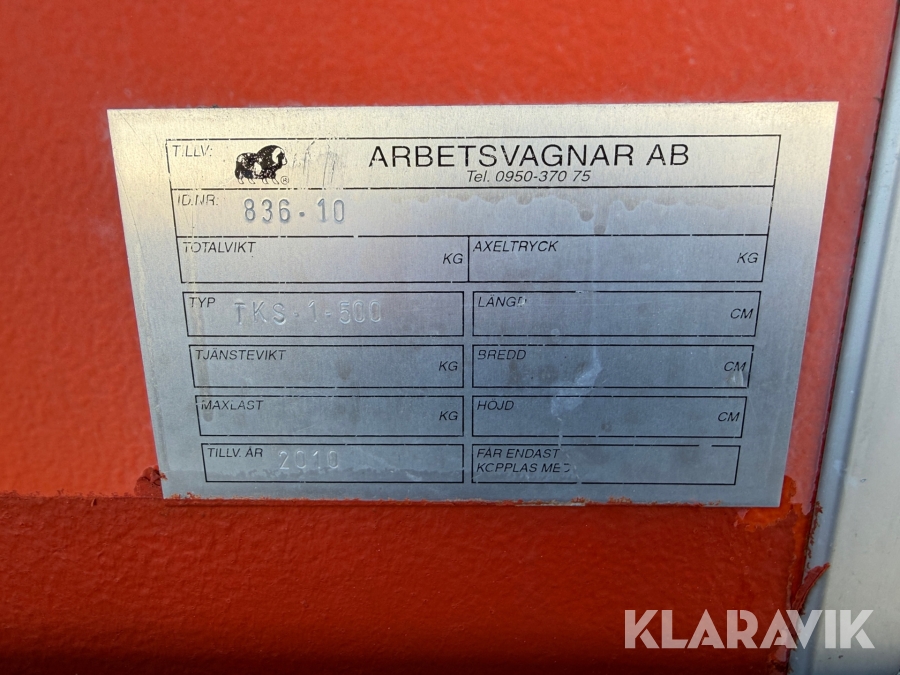 TILLV: ® ARBETSVAGNAR AB
Tel. 0950-370 75
ID.NR: 836-10
TOTALVIKT KG AXELTRYCK KG
TYP TKS-1-500 LÄNGD CM
TJÄNSTEVIKT KG BREDD CM
MAXLAST KG HÖJD CM
TILLV. ÅR 2010 FÅR ENDAST
KOPPLAS MED
KLARAVIK